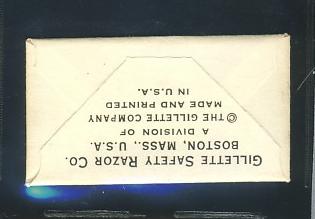 GILLETTE SAFETY RAZOR CO.
BOSTON, MASS., U.S.A.
A DIVISION OF
© THE GILLETTE COMPANY
MADE AND PRINTED
IN U.S.A.